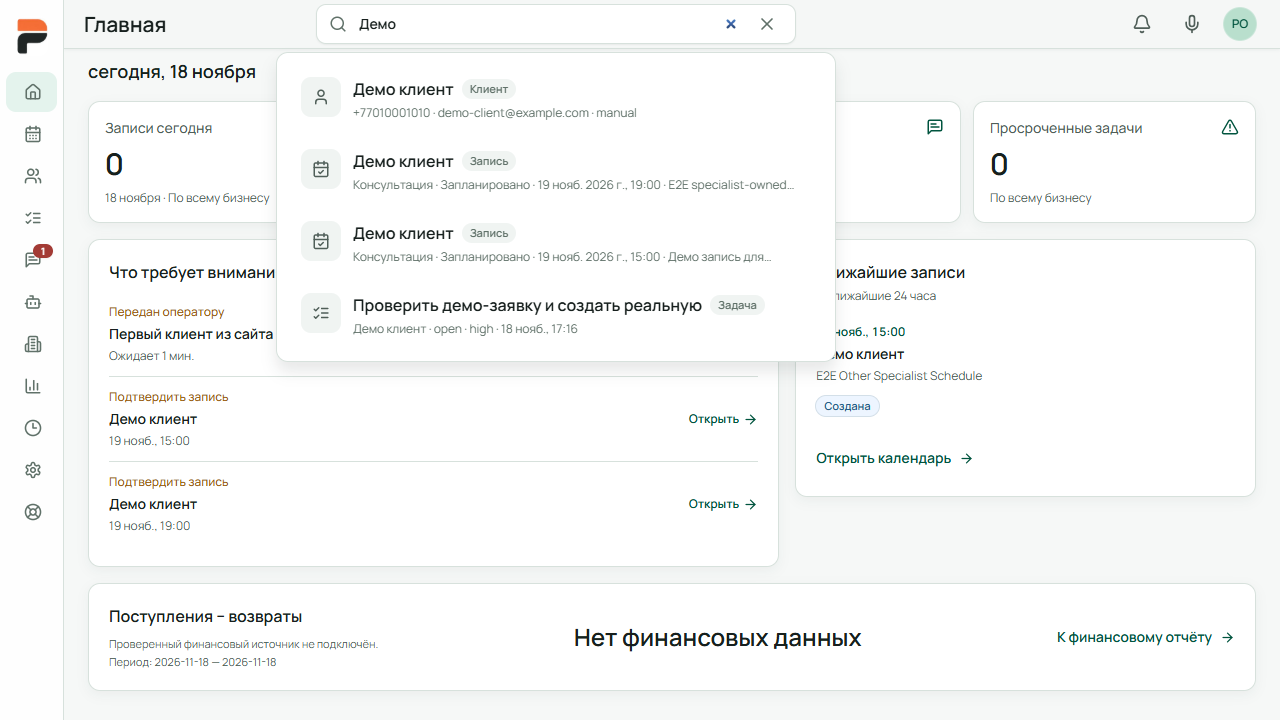 Главная
Демо
РО
сегодня, 18 ноября
Демо клиент Клиент
+77010001010 · demo-client@example.com · manual
Демо клиент Запись
Консультация · Запланировано · 19 нояб. 2026 г., 19:00 · E2E specialist-owned...
Демо клиент Запись
Консультация · Запланировано · 19 нояб. 2026 г., 15:00 · Демо запись для...
Проверить демо-заявку и создать реальную Задача
Демо клиент · open · high · 18 нояб., 17:16
Записи сегодня
0
18 ноября · По всему бизнесу
Просроченные задачи
0
По всему бизнесу
1
Что требует внимани
Передан оператору
Первый клиент из сайта
Ожидает 1 мин.
Подтвердить запись
Демо клиент
19 нояб., 15:00
Открыть
Подтвердить запись
Демо клиент
19 нояб., 19:00
Открыть
ижайшие записи
лижайшие 24 часа
нояб., 15:00
мо клиент
E2E Other Specialist Schedule
Создана
Открыть календарь
Поступления − возвраты
Проверенный финансовый источник не подключён.
Период: 2026-11-18 — 2026-11-18
Нет финансовых данных
К финансовому отчёту